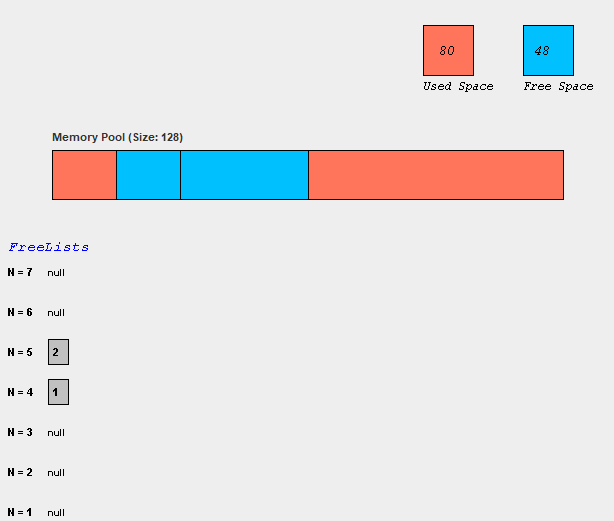 80 48
Used Space Free Space
Memory Pool (Size: 128)
FreeLists
N = 7 null
N = 6 null
N = 5 2
N = 4 1
N = 3 null
N = 2 null
N = 1 null